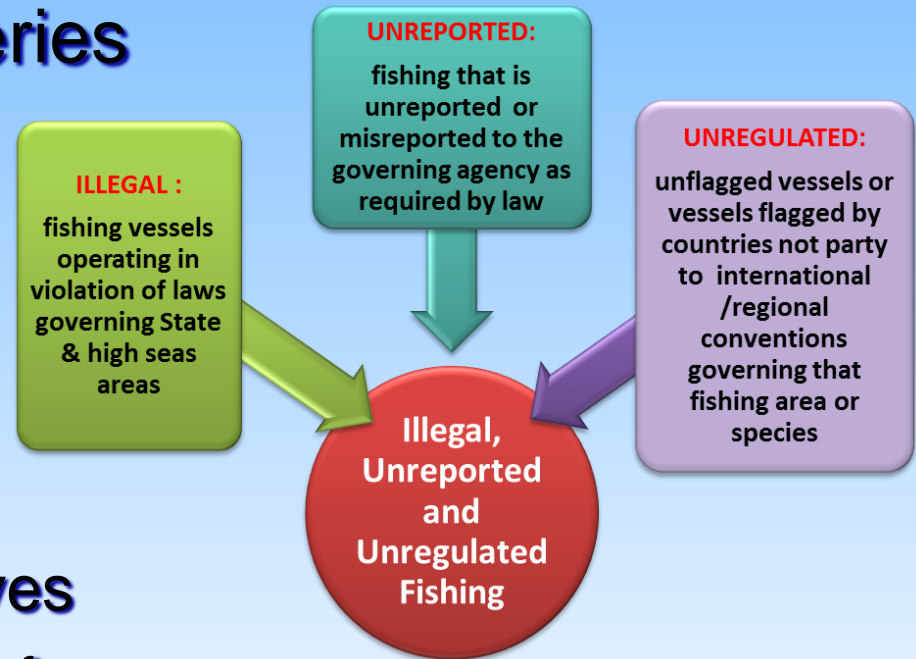 eries
UNREPORTED:
fishing that is
unreported or
misreported to the
governing agency as
required by law
ILLEGAL :
fishing vessels
operating in
violation of laws
governing State
& high seas
areas
UNREGULATED:
unflagged vessels or
vessels flagged by
countries not party
to international
/regional
conventions
governing that
fishing area or
species
Illegal,
Unreported
and
Unregulated
Fishing
ves